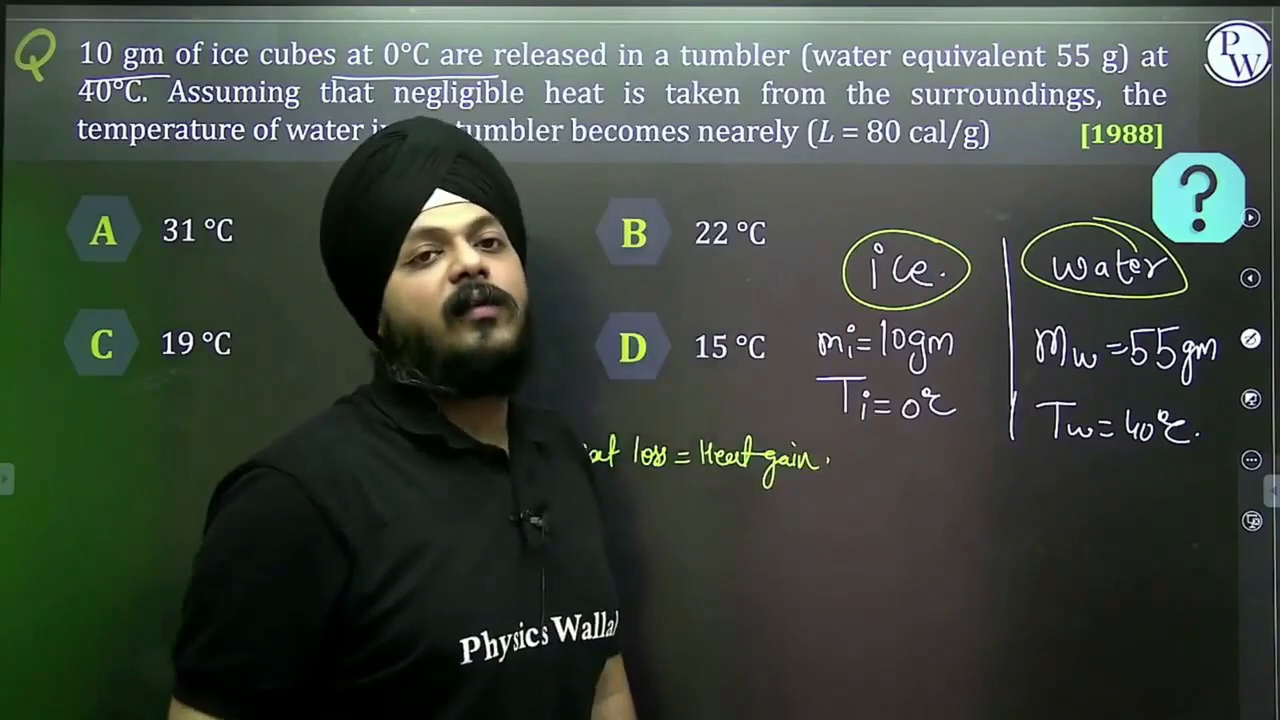 Q
10 gm of ice cubes at 0°C are released in a tumbler (water equivalent 55 g) at
40°C. Assuming that negligible heat is taken from the surroundings, the
temperature of water tumbler becomes nearely (L = 80 cal/g) [1988]
PW
?
A 31 °C
B 22 °C
C 19 °C
D 15 °C
ice.
water
mi=10gm
Ti=0°C
Mw=55gm
Tw=40°C.
loss = Heat gain.
Physics Walla